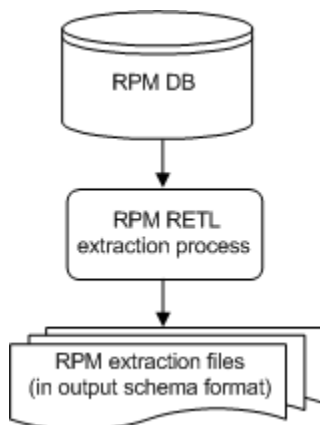 RPM DB
RPM RETL
extraction process
RPM extraction files
(in output schema format)